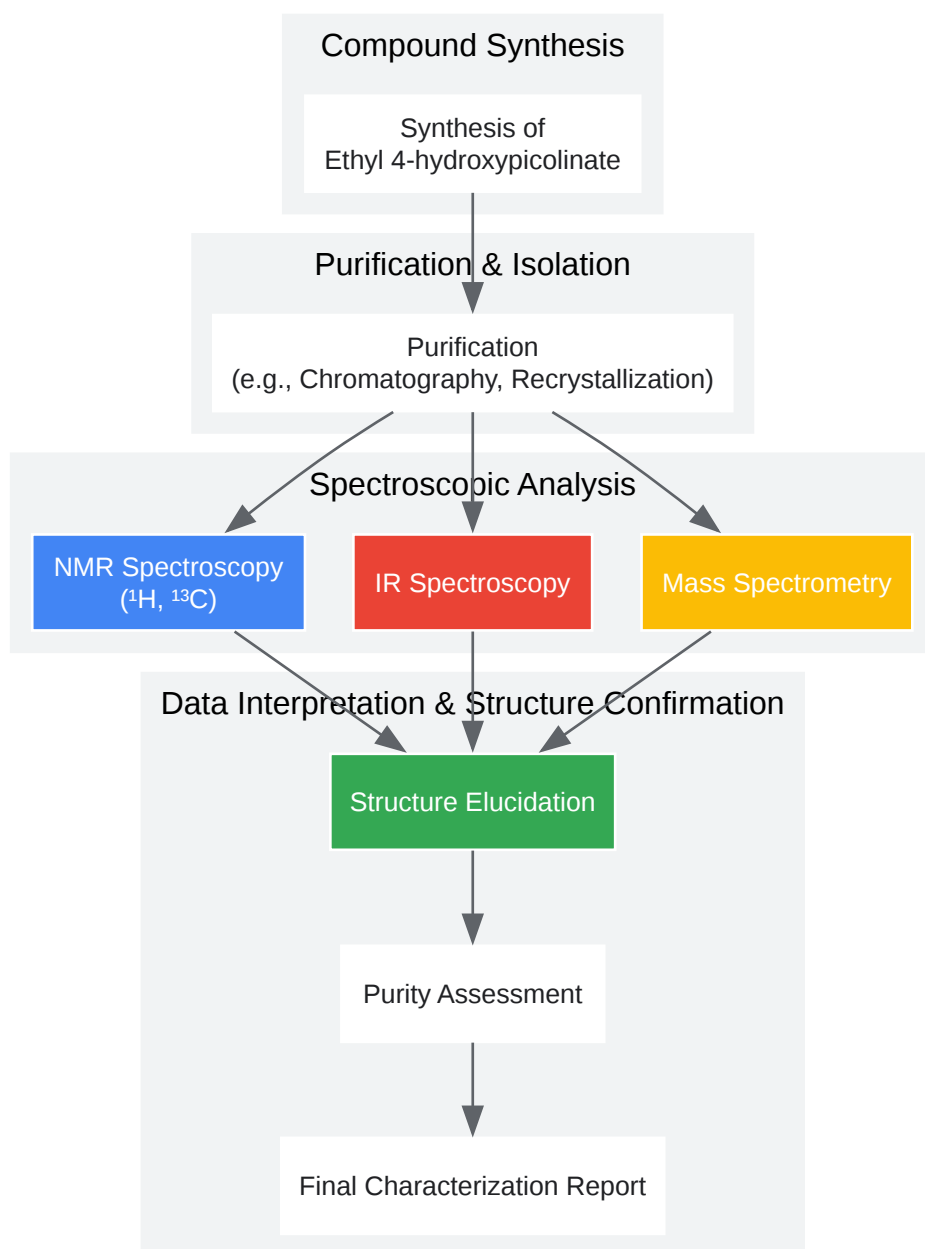 Compound Synthesis
Synthesis of
Ethyl 4-hydroxypicolinate
Purification & Isolation
Purification
(e.g., Chromatography, Recrystallization)
Spectroscopic Analysis
NMR Spectroscopy
(¹H, ¹³C)
IR Spectroscopy
Mass Spectrometry
Data Interpretation & Structure Confirmation
Structure Elucidation
Purity Assessment
Final Characterization Report